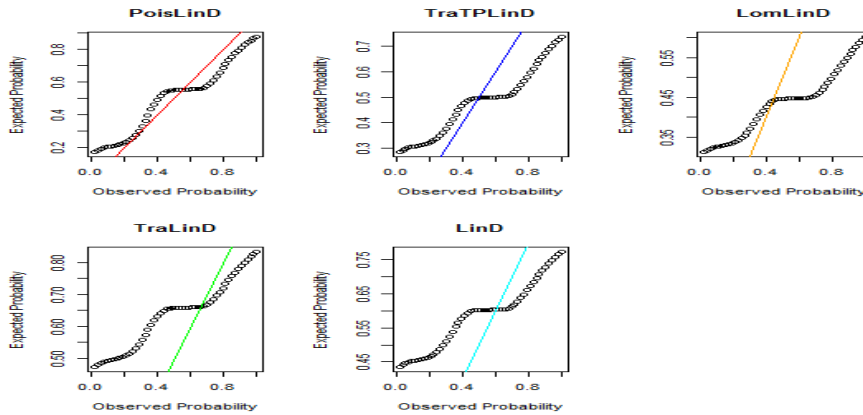 PoisLinD
TraTPLinD
LomLinD
Expected Probability
0.2 0.4 0.6 0.8
0.0 0.4 0.8
Observed Probability
Expected Probability
0.3 0.4 0.5 0.6 0.7
0.0 0.4 0.8
Observed Probability
Expected Probability
0.35 0.45 0.55
0.0 0.4 0.8
Observed Probability
TraLinD
LinD
Expected Probability
0.50 0.60 0.70 0.80
0.0 0.4 0.8
Observed Probability
Expected Probability
0.45 0.55 0.65 0.75
0.0 0.4 0.8
Observed Probability